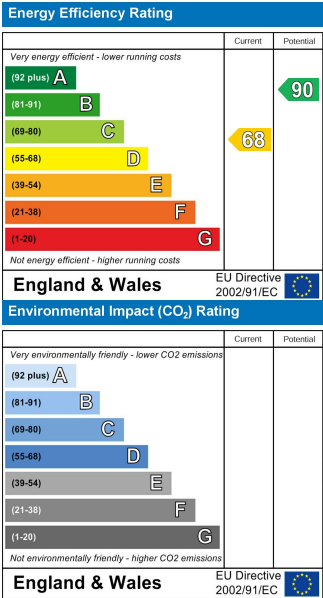 Energy Efficiency Rating
Current Potential
Very energy efficient - lower running costs
(92 plus) A
(81-91) B
(69-80) C
(55-68) D
(39-54) E
(21-38) F
(1-20) G
68
90
Not energy efficient - higher running costs
England & Wales
EU Directive
2002/91/EC
Environmental Impact (CO₂) Rating
Current Potential
Very environmentally friendly - lower CO2 emissions
(92 plus) A
(81-91) B
(69-80) C
(55-68) D
(39-54) E
(21-38) F
(1-20) G
Not environmentally friendly - higher CO2 emissions
England & Wales
EU Directive
2002/91/EC